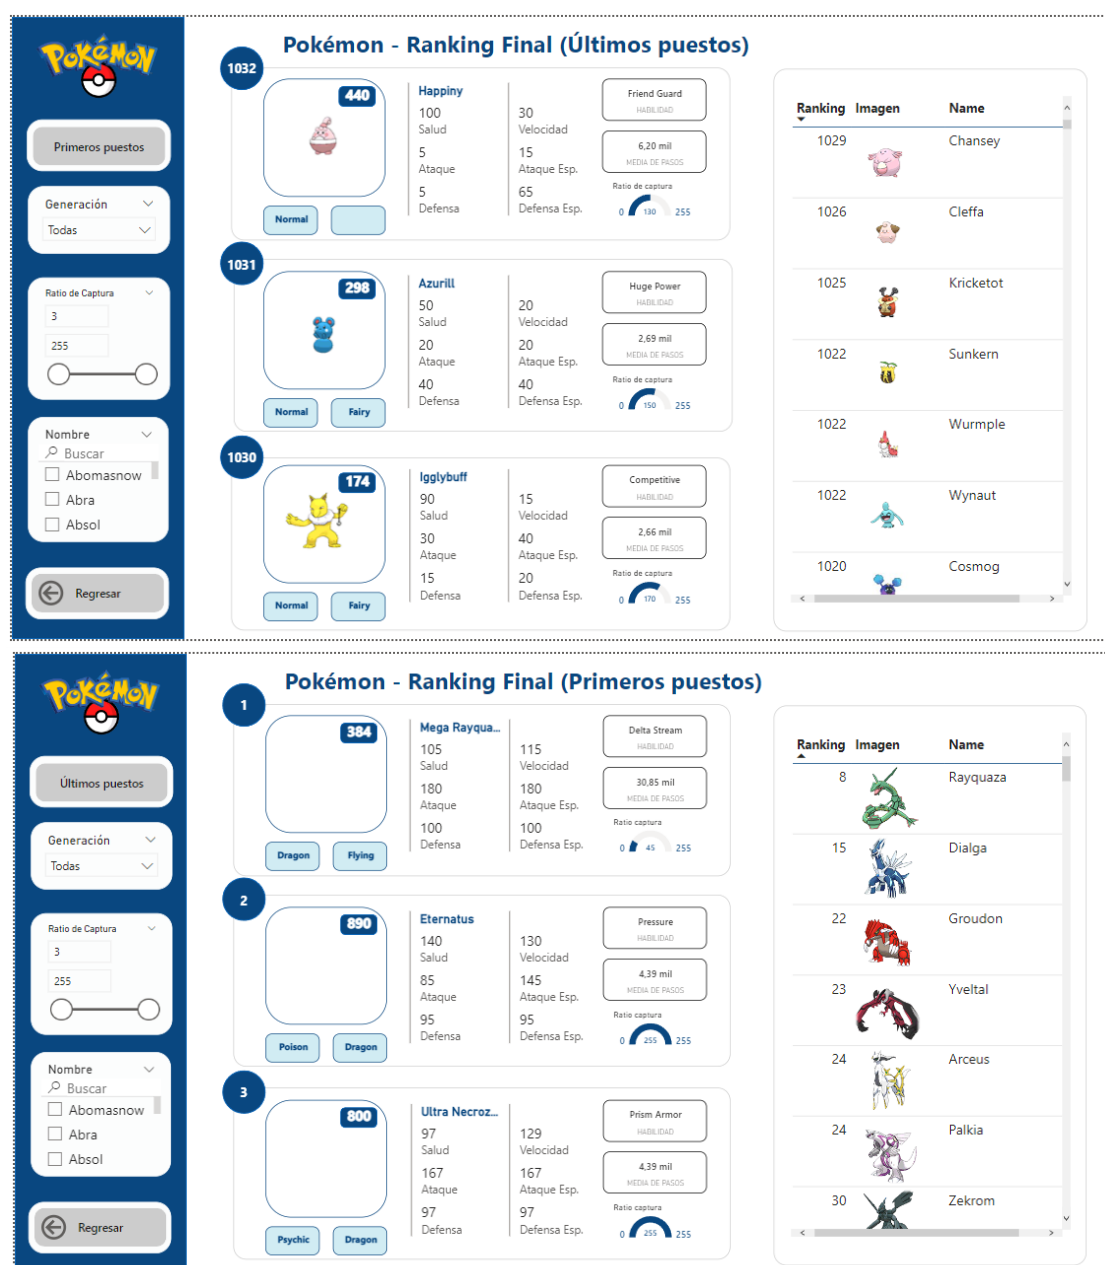 Pokémon
Primeros puestos
Generación
Todas
Ratio de Captura
3
255
Nombre
Buscar
Abomasnow
Abra
Absol
Regresar
Pokémon - Ranking Final (Últimos puestos)
1032
440
Normal
Happiny
100
Salud
5
Ataque
5
Defensa
30
Velocidad
15
Ataque Esp.
65
Defensa Esp.
Friend Guard
HABILIDAD
6,20 mil
MEDIA DE PASOS
Ratio de captura
0 130 255
1031
298
Normal Fairy
Azurill
50
Salud
20
Ataque
40
Defensa
20
Velocidad
20
Ataque Esp.
40
Defensa Esp.
Huge Power
HABILIDAD
2,69 mil
MEDIA DE PASOS
Ratio de captura
0 150 255
1030
174
Normal Fairy
Igglybuff
90
Salud
30
Ataque
15
Defensa
15
Velocidad
40
Ataque Esp.
20
Defensa Esp.
Competitive
HABILIDAD
2,66 mil
MEDIA DE PASOS
Ratio de captura
0 170 255
Ranking Imagen Name
1029 Chansey
1026 Cleffa
1025 Kricketot
1022 Sunkern
1022 Wurmple
1022 Wynaut
1020 Cosmog
Pokémon
Últimos puestos
Generación
Todas
Ratio de Captura
3
255
Nombre
Buscar
Abomasnow
Abra
Absol
Regresar
Pokémon - Ranking Final (Primeros puestos)
1
384
Dragon Flying
Mega Rayqua...
105
Salud
180
Ataque
100
Defensa
115
Velocidad
180
Ataque Esp.
100
Defensa Esp.
Delta Stream
HABILIDAD
30,85 mil
MEDIA DE PASOS
Ratio captura
0 45 255
2
890
Poison Dragon
Eternatus
140
Salud
85
Ataque
95
Defensa
130
Velocidad
145
Ataque Esp.
95
Defensa Esp.
Pressure
HABILIDAD
4,39 mil
MEDIA DE PASOS
Ratio captura
0 255 255
3
800
Psychic Dragon
Ultra Necroz...
97
Salud
167
Ataque
97
Defensa
129
Velocidad
167
Ataque Esp.
97
Defensa Esp.
Prism Armor
HABILIDAD
4,39 mil
MEDIA DE PASOS
Ratio captura
0 255 255
Ranking Imagen Name
8 Rayquaza
15 Dialga
22 Groudon
23 Yveltal
24 Arceus
24 Palkia
30 Zekrom